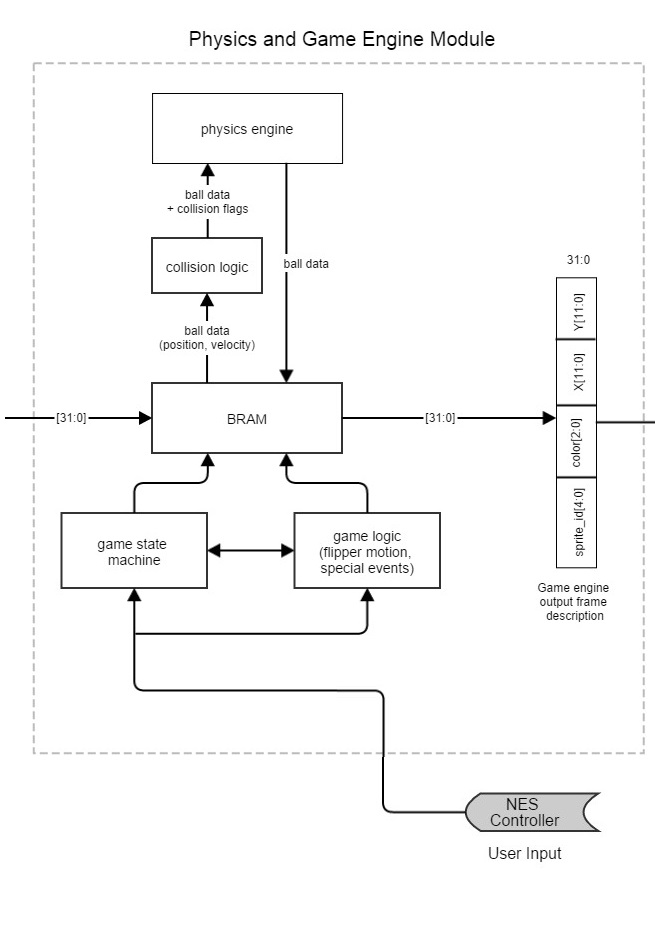 Physics and Game Engine Module
physics engine
ball data
+ collision flags
collision logic
ball data
ball data
(position, velocity)
31:0
Y[11:0]
X[11:0]
color[2:0]
sprite_id[4:0]
[31:0]
BRAM
[31:0]
game state
machine
game logic
(flipper motion,
special events)
Game engine
output frame
description
NES
Controller
User Input